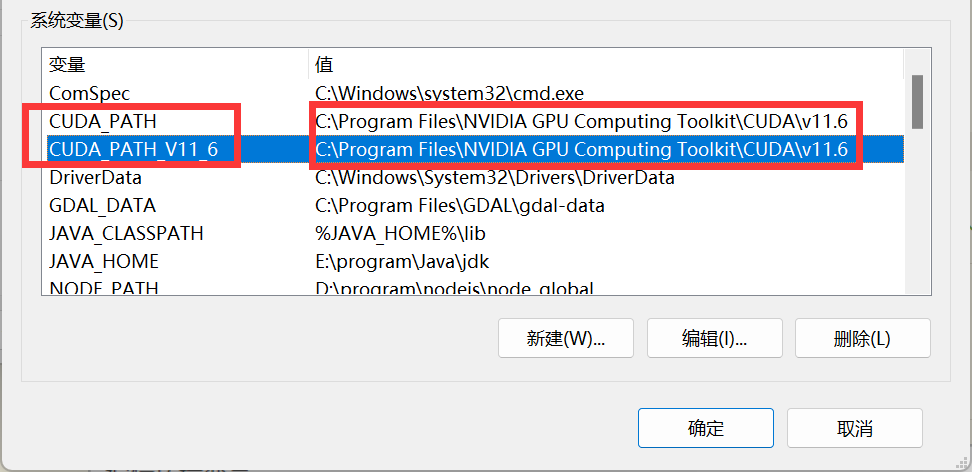 系统变量(S)
变量 值
ComSpec C:\Windows\system32\cmd.exe
CUDA_PATH C:\Program Files\NVIDIA GPU Computing Toolkit\CUDA\v11.6
CUDA_PATH_V11_6 C:\Program Files\NVIDIA GPU Computing Toolkit\CUDA\v11.6
DriverData C:\Windows\System32\Drivers\DriverData
GDAL_DATA C:\Program Files\GDAL\gdal-data
JAVA_CLASSPATH %JAVA_HOME%\lib
JAVA_HOME E:\program\Java\jdk
NODE_PATH D:\program\nodejs\node_global
新建(W)... 编辑(I)... 删除(L)
确定 取消